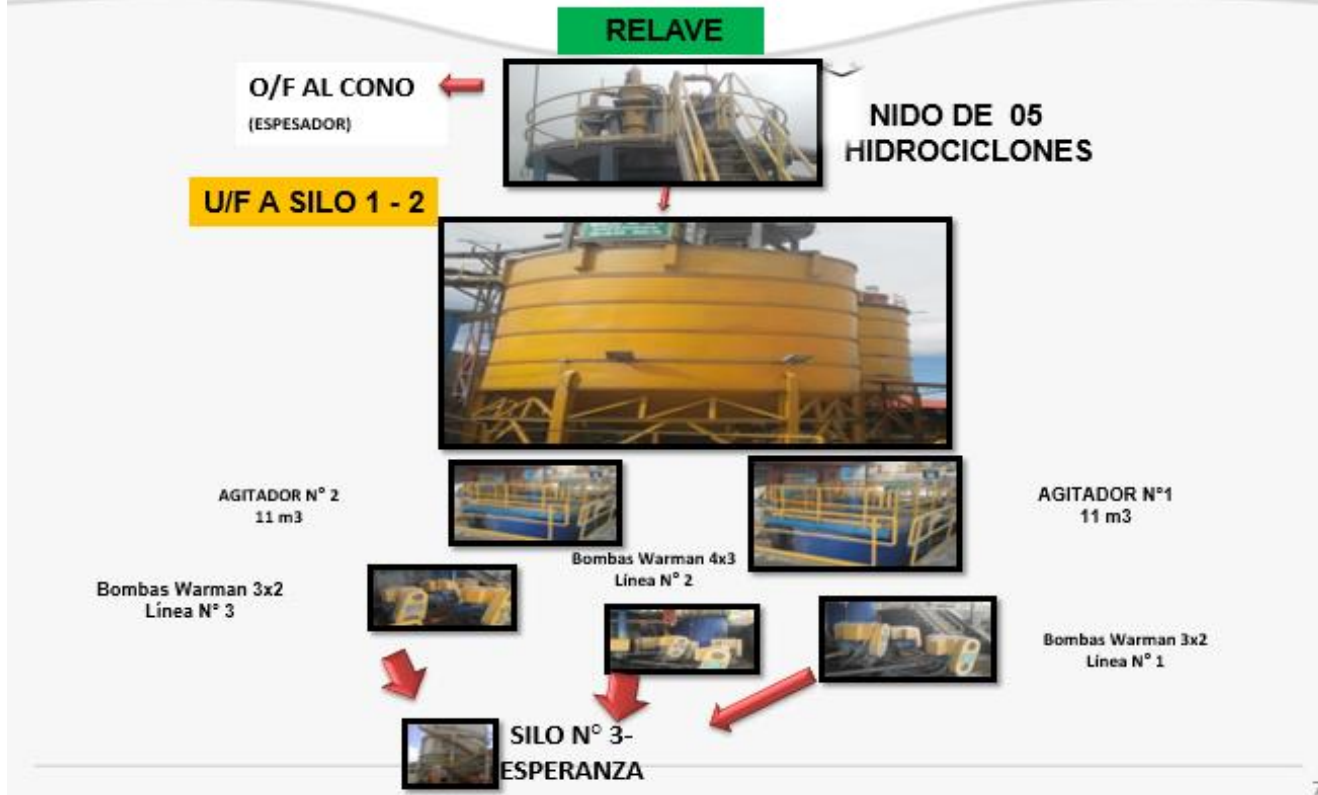 RELAVE
O/F AL CONO
(ESPESADOR)
NIDO DE 05
HIDROCICLONES
U/F A SILO 1 - 2
AGITADOR N° 2
11 m3
AGITADOR N°1
11 m3
Bombas Warman 4x3
Línea N° 2
Bombas Warman 3x2
Línea N° 3
Bombas Warman 3x2
Línea N° 1
SILO N° 3-
ESPERANZA
7